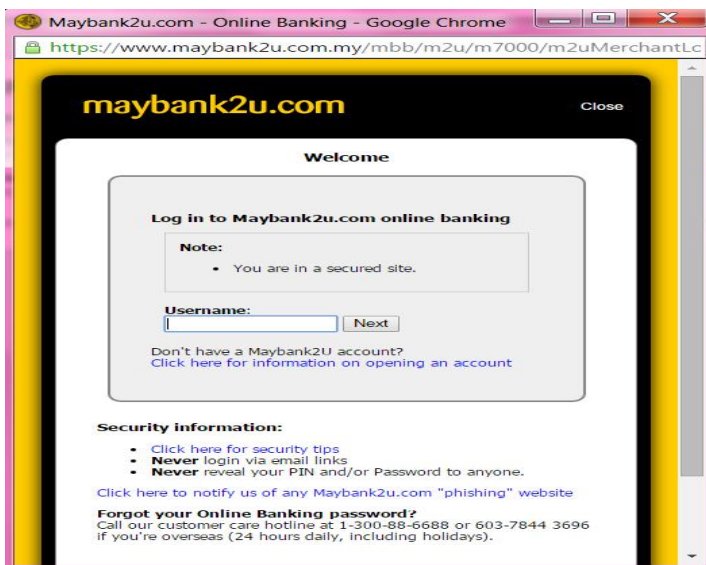 Maybank2u.com - Online Banking - Google Chrome
https://www.maybank2u.com.my/mbb/m2u/m7000/m2uMerchantLc
maybank2u.com
Close
Welcome
Log in to Maybank2u.com online banking
Note:
• You are in a secured site.
Username:
Next
Don't have a Maybank2U account?
Click here for information on opening an account
Security information:
• Click here for security tips
• Never login via email links
• Never reveal your PIN and/or Password to anyone.
Click here to notify us of any Maybank2u.com "phishing" website
Forgot your Online Banking password?
Call our customer care hotline at 1-300-88-6688 or 603-7844 3696
if you're overseas (24 hours daily, including holidays).